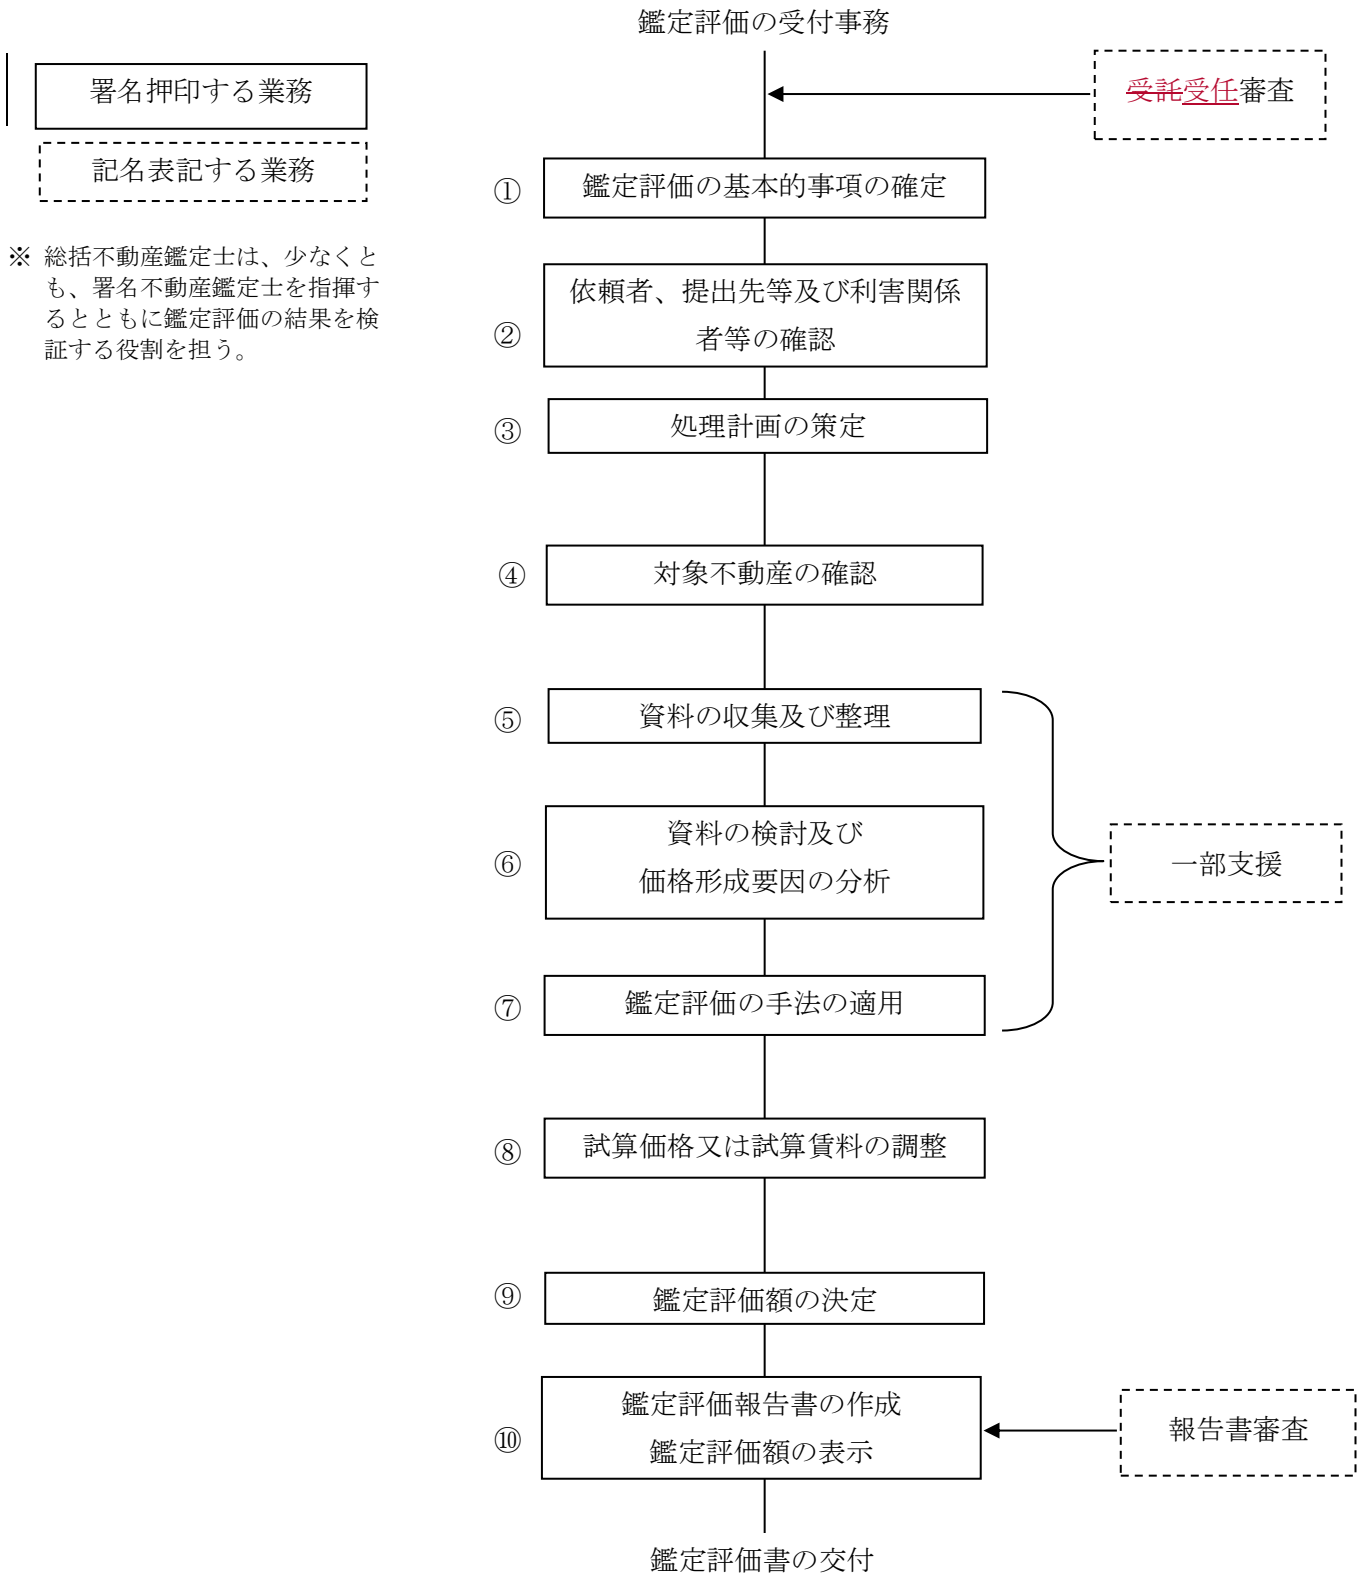 鑑定評価の受付事務
受託受任審査
署名押印する業務
記名表記する業務
※ 総括不動産鑑定士は、少なくと
も、署名不動産鑑定士を指揮す
るとともに鑑定評価の結果を検
証する役割を担う。
① 鑑定評価の基本的事項の確定
② 依頼者、提出先等及び利害関係
者等の確認
③ 処理計画の策定
④ 対象不動産の確認
⑤ 資料の収集及び整理
⑥ 資料の検討及び
価格形成要因の分析
一部支援
⑦ 鑑定評価の手法の適用
⑧ 試算価格又は試算賃料の調整
⑨ 鑑定評価額の決定
⑩ 鑑定評価報告書の作成
鑑定評価額の表示
報告書審査
鑑定評価書の交付